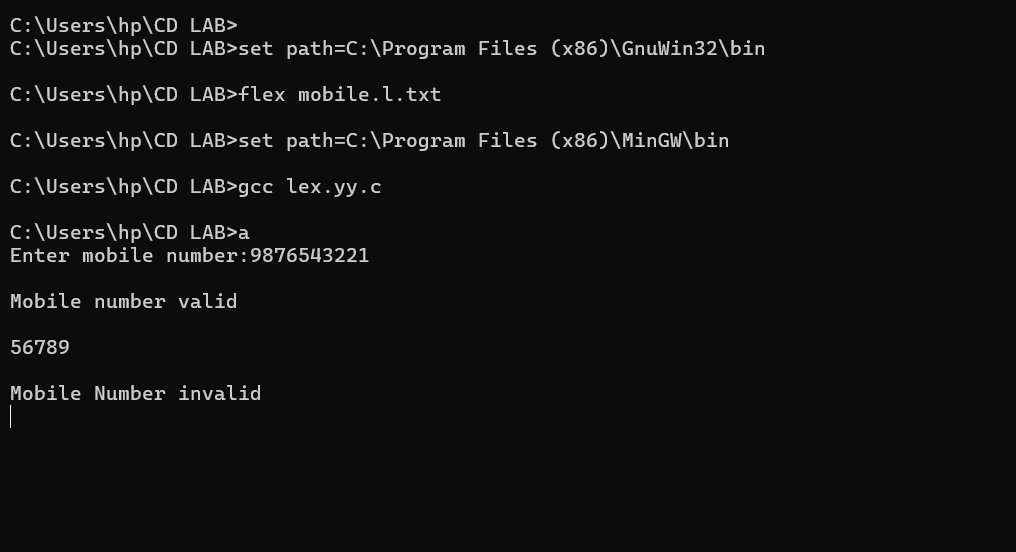 C:\Users\hp\CD LAB>
C:\Users\hp\CD LAB>set path=C:\Program Files (x86)\GnuWin32\bin
C:\Users\hp\CD LAB>flex mobile.l.txt
C:\Users\hp\CD LAB>set path=C:\Program Files (x86)\MinGW\bin
C:\Users\hp\CD LAB>gcc lex.yy.c
C:\Users\hp\CD LAB>a
Enter mobile number:9876543221
Mobile number valid
56789
Mobile Number invalid